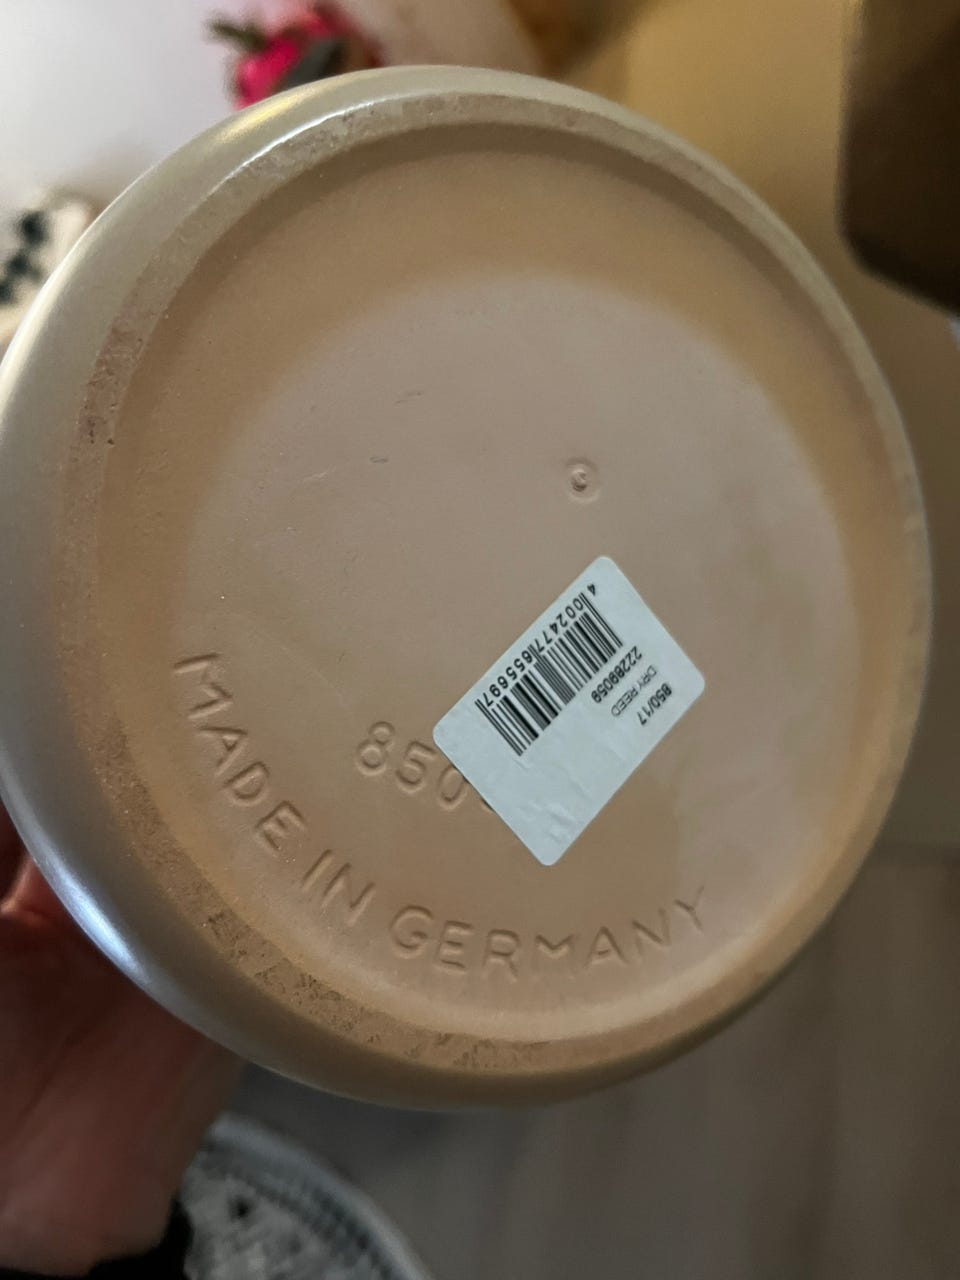 4 002477 655697
22289059
DRY REED
850/17
850
MADE IN GERMANY